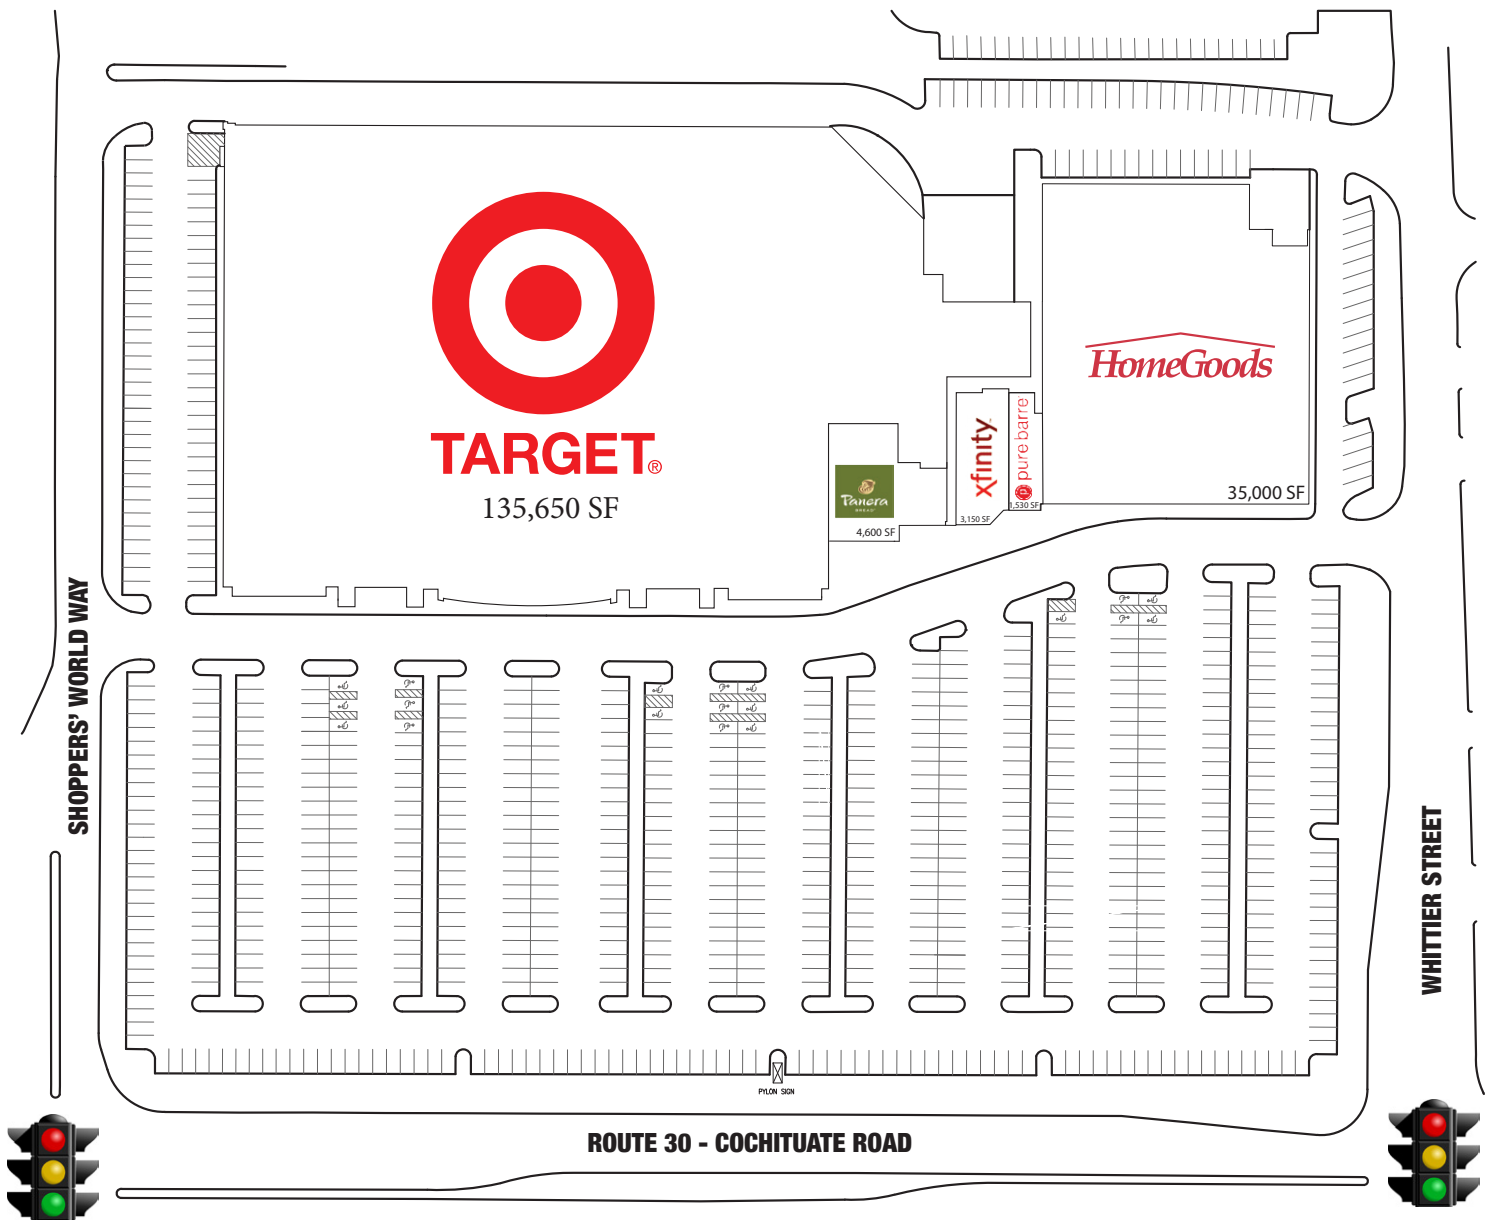 TARGET®
135,650 SF
HomeGoods
35,000 SF
Panera
BREAD
4,600 SF
xfinity
3,150 SF
p pure barre
1,530 SF
SHOPPERS' WORLD WAY
WHITTIER STREET
PYLON SIGN
ROUTE 30 - COCHITUATE ROAD